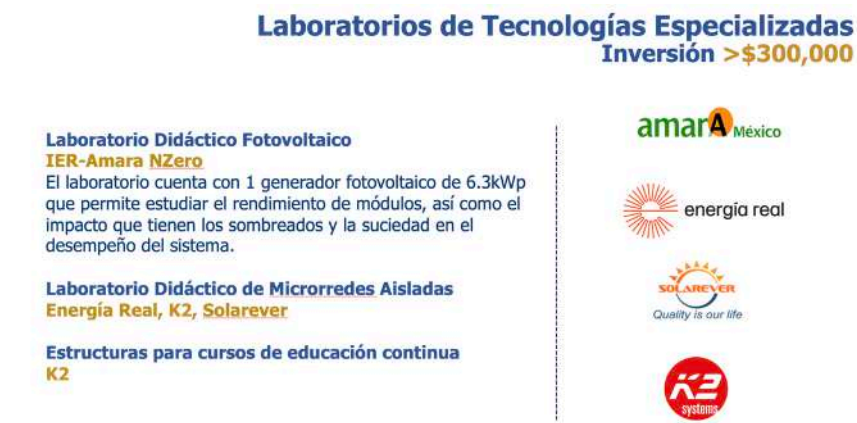 Laboratorios de Tecnologías Especializadas
Inversión >$300,000
Laboratorio Didáctico Fotovoltaico
IER-Amara NZero
El laboratorio cuenta con 1 generador fotovoltaico de 6.3kWp
que permite estudiar el rendimiento de módulos, así como el
impacto que tienen los sombreados y la suciedad en el
desempeño del sistema.
Laboratorio Didáctico de Microrredes Aisladas
Energía Real, K2, Solarever
Estructuras para cursos de educación continua
K2
amarA México
energía real
SOLAREVER
Quality is our life
K2
systems